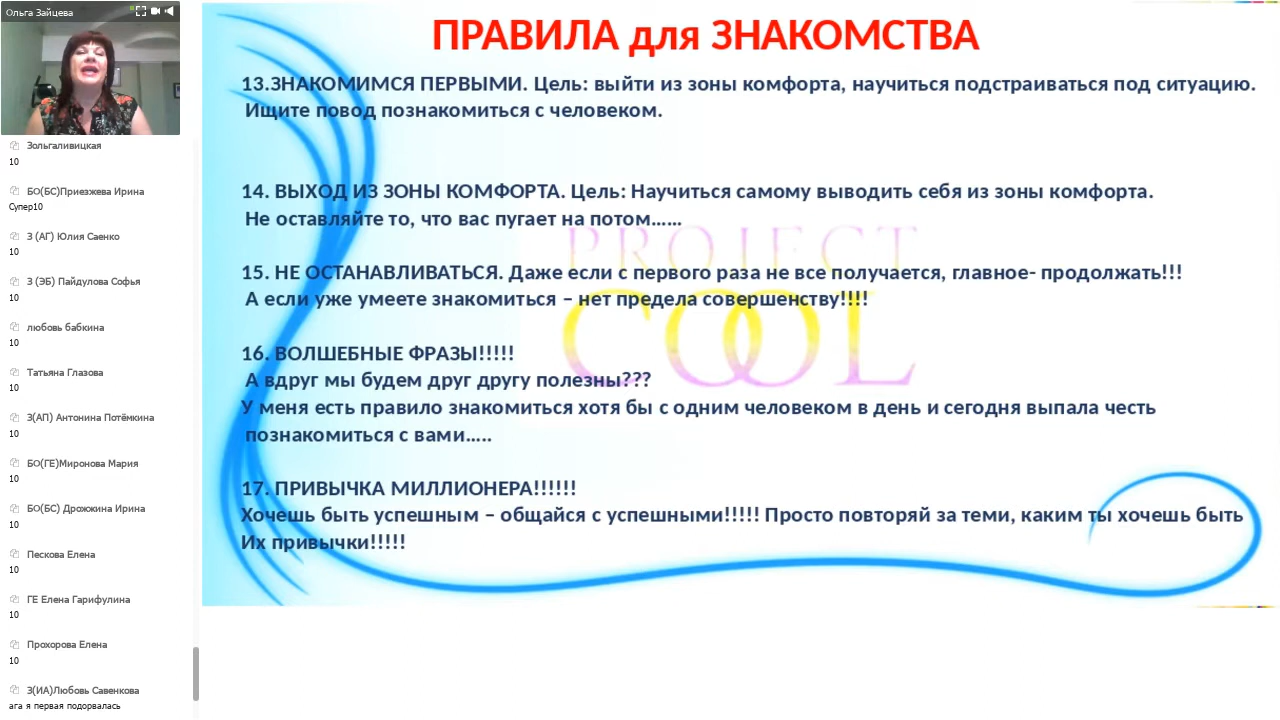 Ольга Зайцева
Зольгаливицкая
10
БО(БС)Приезжева Ирина
Супер10
З (АГ) Юлия Саенко
10
З (ЭБ) Пайдулова Софья
10
любовь бабкина
10
Татьяна Глазова
10
З(АП) Антонина Потёмкина
10
БО(ГЕ)Миронова Мария
10
БО(БС) Дрожжина Ирина
10
Пескова Елена
10
ГЕ Елена Гарифулина
10
Прохорова Елена
10
З(ИА)Любовь Савенкова
ага я первая подорвалась
ПРАВИЛА для ЗНАКОМСТВА
13.ЗНАКОМИМСЯ ПЕРВЫМИ. Цель: выйти из зоны комфорта, научиться подстраиваться под ситуацию.
Ищите повод познакомиться с человеком.
14. ВЫХОД ИЗ ЗОНЫ КОМФОРТА. Цель: Научиться самому выводить себя из зоны комфорта.
Не оставляйте то, что вас пугает на потом......
15. НЕ ОСТАНАВЛИВАТЬСЯ. Даже если с первого раза не все получается, главное- продолжать!!!
А если уже умеете знакомиться – нет предела совершенству!!!!
16. ВОЛШЕБНЫЕ ФРАЗЫ!!!!!
А вдруг мы будем друг другу полезны???
У меня есть правило знакомиться хотя бы с одним человеком в день и сегодня выпала честь
познакомиться с вами.....
17. ПРИВЫЧКА МИЛЛИОНЕРА!!!!!!
Хочешь быть успешным – общайся с успешными!!!!! Просто повторяй за теми, каким ты хочешь быть
Их привычки!!!!!
PROJECT
COOL